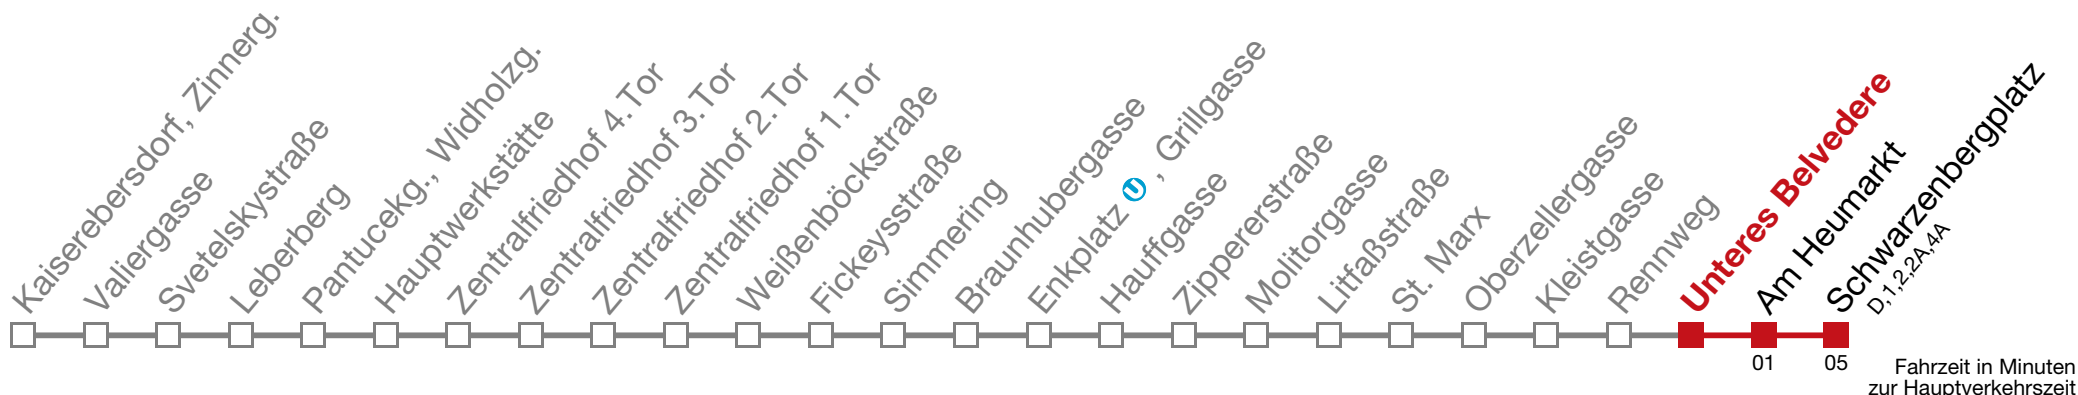 Kaiserebersdorf, Zinnerg.
Valiergasse
Svetelskystraße
Leberberg
Pantucekg., Widholzg.
Hauptwerkstätte
Zentralfriedhof 4.Tor
Zentralfriedhof 3.Tor
Zentralfriedhof 2.Tor
Zentralfriedhof 1.Tor
Weißenböckstraße
Fickeysstraße
Simmering
Braunhubergasse
Enkplatz U , Grillgasse
Hauffgasse
Zippererstraße
Molitorgasse
Litfaßstraße
St. Marx
Oberzellergasse
Kleistgasse
Rennweg
Unteres Belvedere
Am Heumarkt
Schwarzenbergplatz
D,1,2,2A,4A
01
05
Fahrzeit in Minuten
zur Hauptverkehrszeit